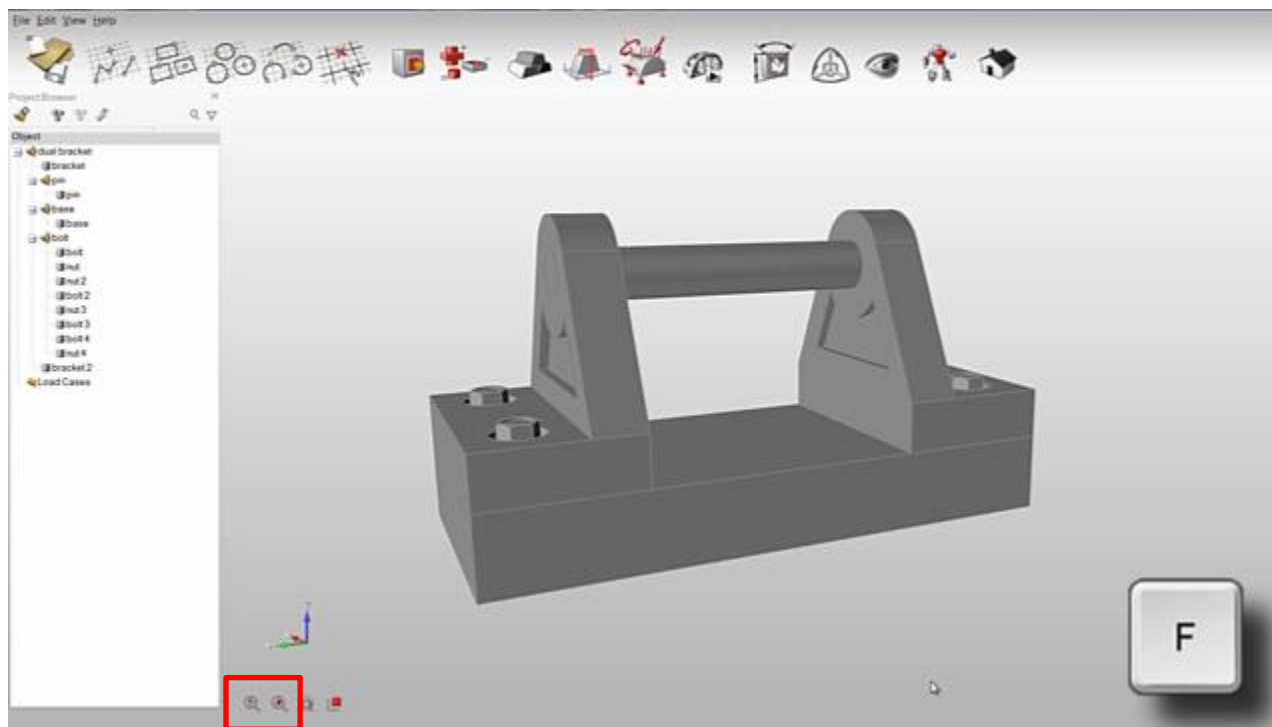 File Edit View Help
Project Browser
Object
dual bracket
bracket
pin
pin
base
base
bolt
bolt
nut
nut 2
bolt 2
nut 3
bolt 3
bolt 4
nut 4
bracket 2
Load Cases
F